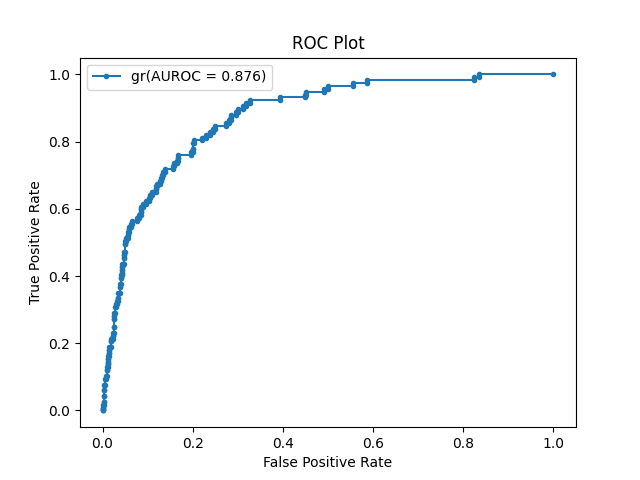 ROC Plot
gr(AUROC = 0.876)
True Positive Rate
1.0
0.8
0.6
0.4
0.2
0.0
0.0 0.2 0.4 0.6 0.8 1.0
False Positive Rate